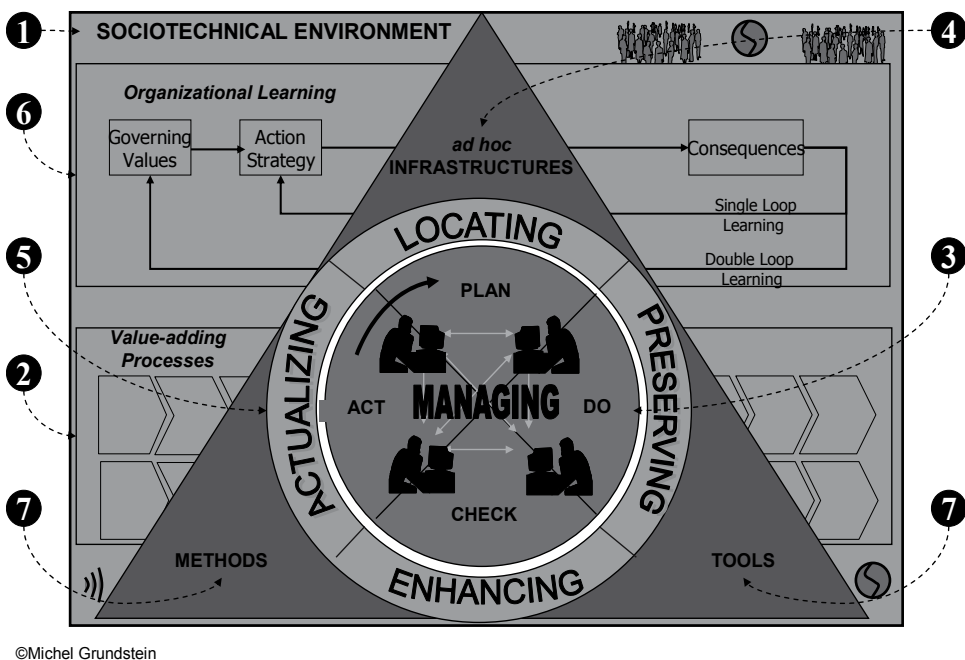 1
SOCIOTECHNICAL ENVIRONMENT
4
6
Organizational Learning
Governing
Values
Action
Strategy
ad hoc
INFRASTRUCTURES
Consequences
Single Loop
Learning
Double Loop
Learning
LOCATING
5
3
PLAN
ACTUALIZING
PRESERVING
Value-adding
Processes
2
ACT
MANAGING
DO
CHECK
7
7
METHODS
TOOLS
ENHANCING
©Michel Grundstein